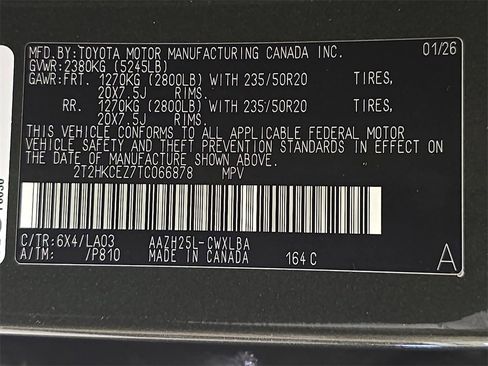 MFD.BY:TOYOTA MOTOR MANUFACTURING CANADA INC. 01/26
GVWR:2380KG (5245LB)
GAWR:FRT. 1270KG (2800LB) WITH 235/50R20 TIRES,
20X7.5J RIMS.
RR. 1270KG (2800LB) WITH 235/50R20 TIRES,
20X7.5J RIMS.
THIS VEHICLE CONFORMS TO ALL APPLICABLE FEDERAL MOTOR
VEHICLE SAFETY AND THEFT PREVENTION STANDARDS IN EFFECT ON THE
DATE OF MANUFACTURE SHOWN ABOVE.
2T2HKCEZ7TC066878 MPV
C/TR:6X4/LA03 AAZH25L-CWXLBA
A/TM: /P810 MADE IN CANADA 164 C A